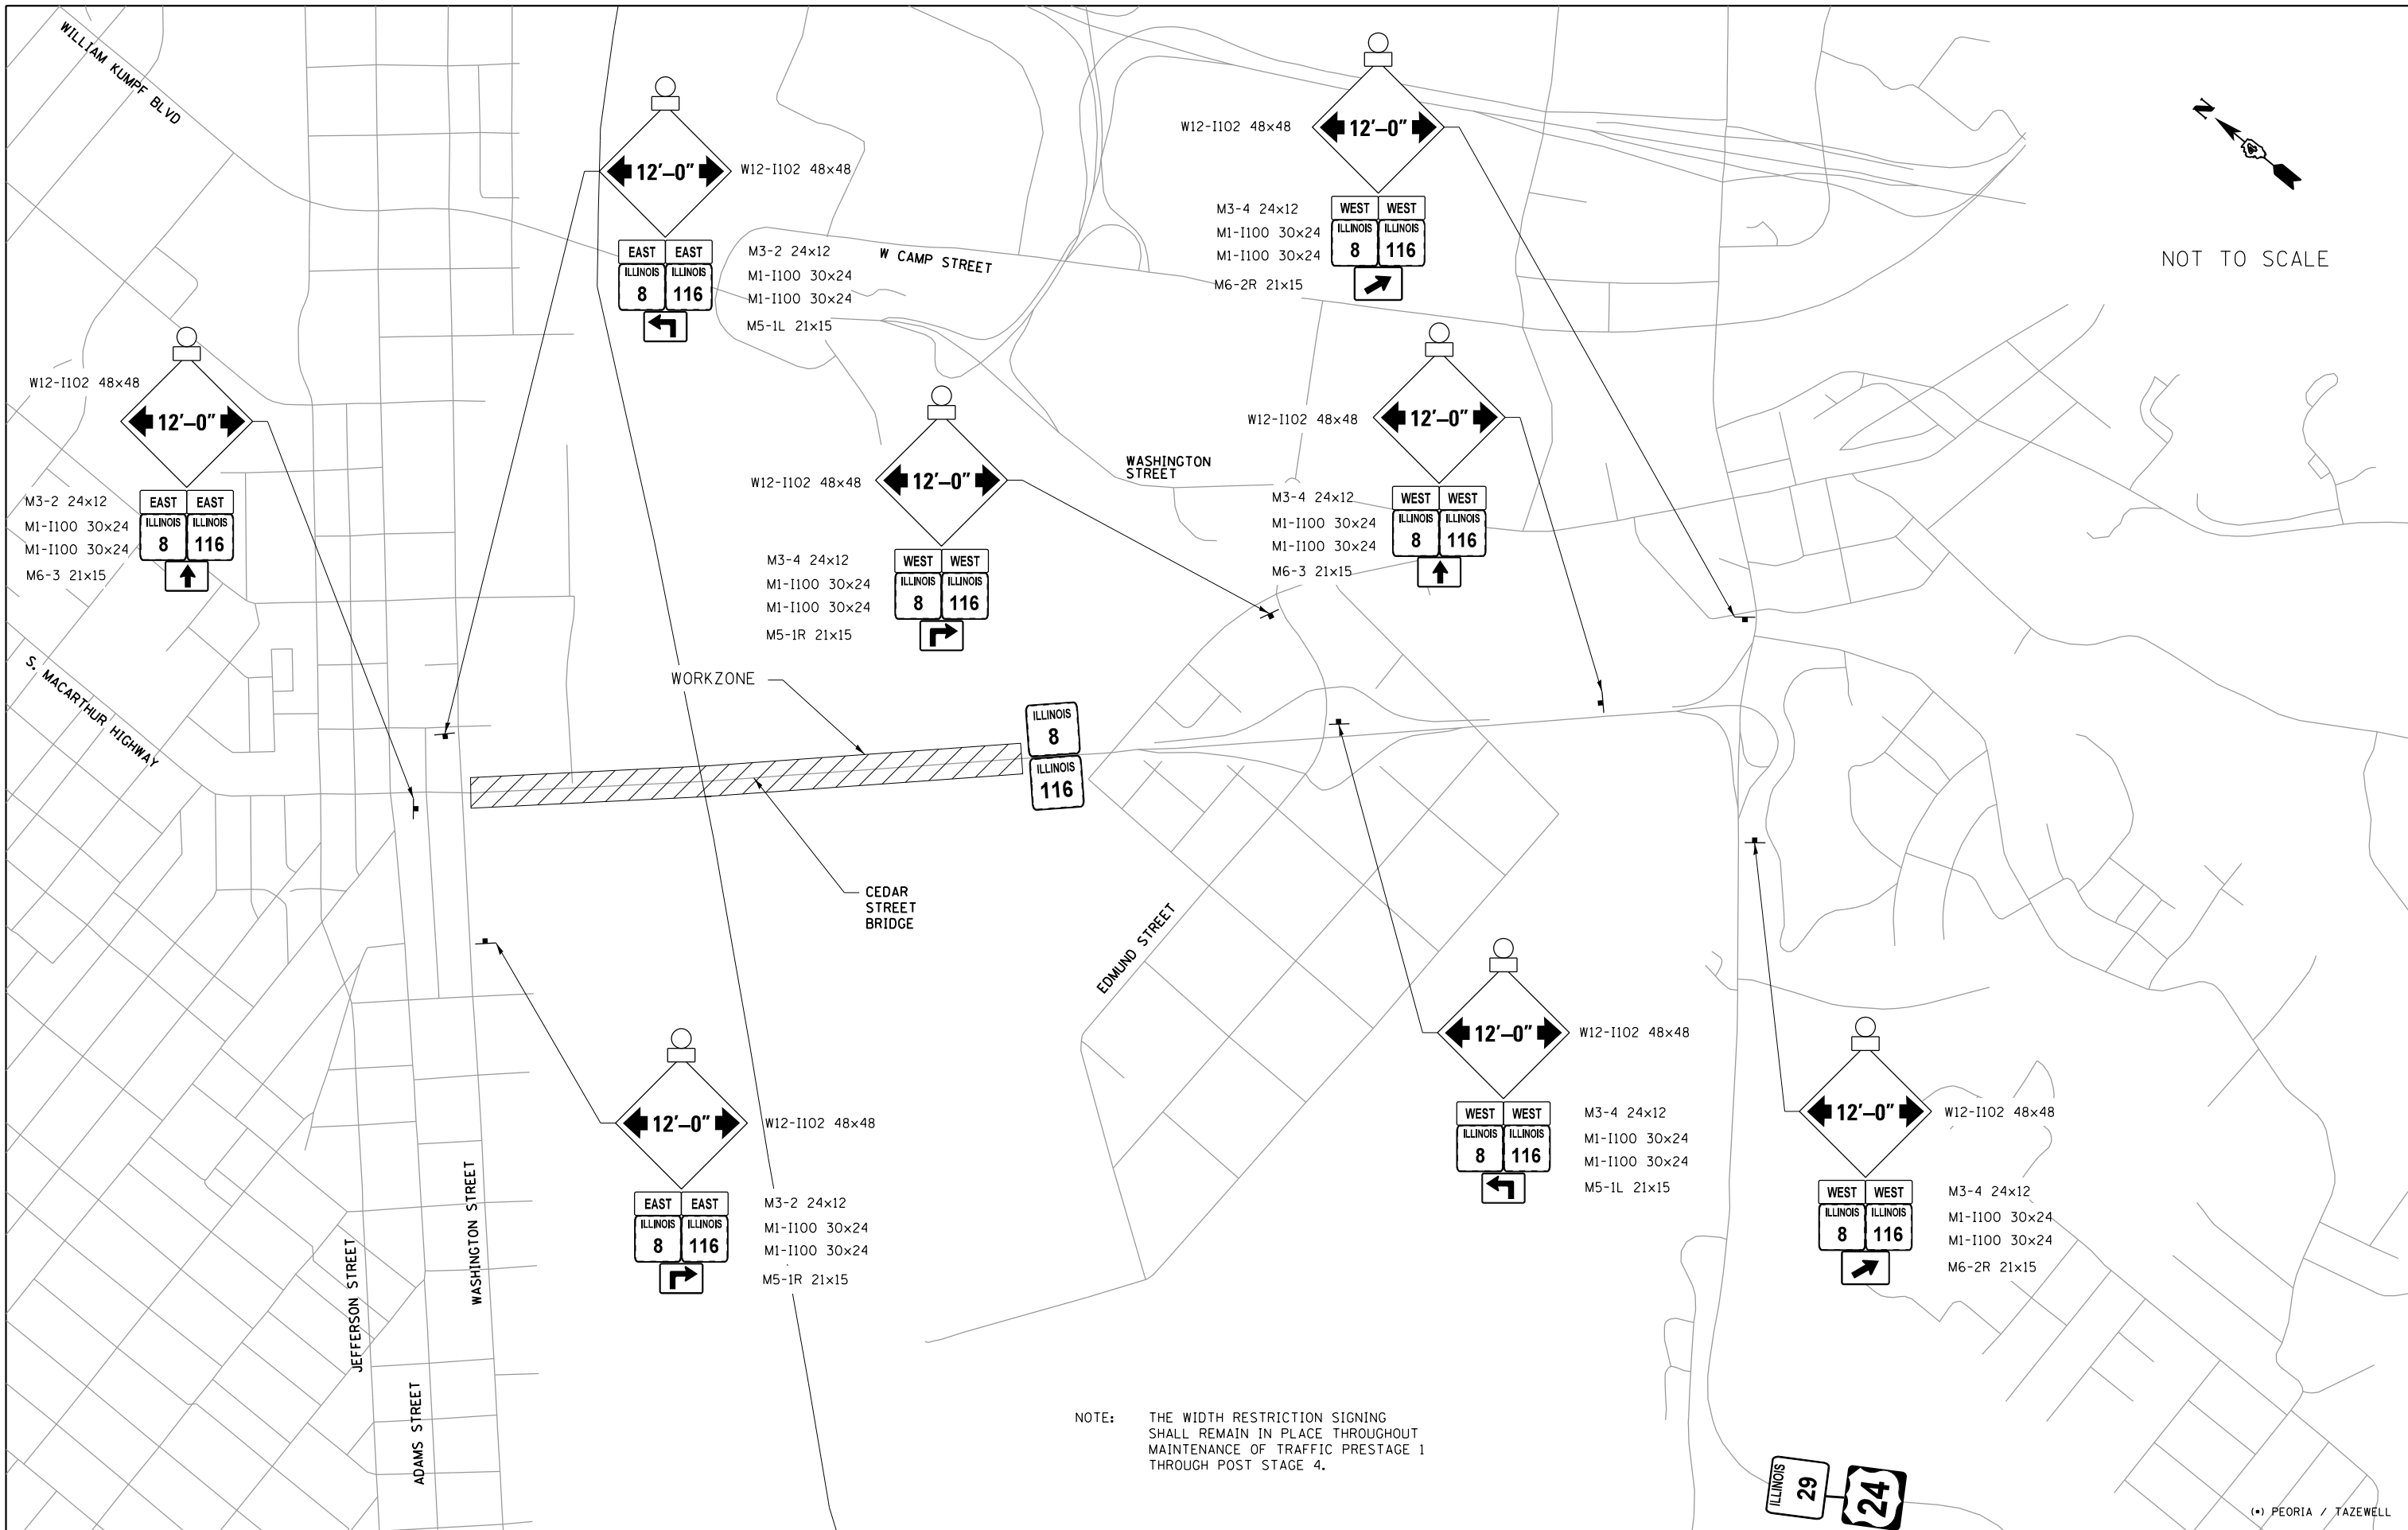 WILLIAM KUMPF BLVD
12'-0"
W12-I102 48x48
EAST EAST
ILLINOIS ILLINOIS
8 116
M3-2 24x12
M1-I100 30x24
M1-I100 30x24
M5-1L 21x15
W CAMP STREET
W12-I102 48x48
12'-0"
M3-4 24x12
M1-I100 30x24
M1-I100 30x24
M6-2R 21x15
WEST WEST
ILLINOIS ILLINOIS
8 116
N
NOT TO SCALE
W12-I102 48x48
12'-0"
M3-2 24x12
M1-I100 30x24
M1-I100 30x24
M6-3 21x15
EAST EAST
ILLINOIS ILLINOIS
8 116
W12-I102 48x48
12'-0"
M3-4 24x12
M1-I100 30x24
M1-I100 30x24
M5-1R 21x15
WEST WEST
ILLINOIS ILLINOIS
8 116
WASHINGTON
STREET
W12-I102 48x48
12'-0"
M3-4 24x12
M1-I100 30x24
M1-I100 30x24
M6-3 21x15
WEST WEST
ILLINOIS ILLINOIS
8 116
S. MACARTHUR HIGHWAY
WORKZONE
ILLINOIS
8
ILLINOIS
116
CEDAR
STREET
BRIDGE
EDMUND STREET
12'-0"
W12-I102 48x48
EAST EAST
ILLINOIS ILLINOIS
8 116
M3-2 24x12
M1-I100 30x24
M1-I100 30x24
M5-1R 21x15
12'-0"
W12-I102 48x48
WEST WEST
ILLINOIS ILLINOIS
8 116
M3-4 24x12
M1-I100 30x24
M1-I100 30x24
M5-1L 21x15
12'-0"
W12-I102 48x48
WEST WEST
ILLINOIS ILLINOIS
8 116
M3-4 24x12
M1-I100 30x24
M1-I100 30x24
M6-2R 21x15
JEFFERSON STREET
ADAMS STREET
WASHINGTON STREET
NOTE: THE WIDTH RESTRICTION SIGNING
SHALL REMAIN IN PLACE THROUGHOUT
MAINTENANCE OF TRAFFIC PRESTAGE 1
THROUGH POST STAGE 4.
ILLINOIS
29
24
(•) PEORIA / TAZEWELL